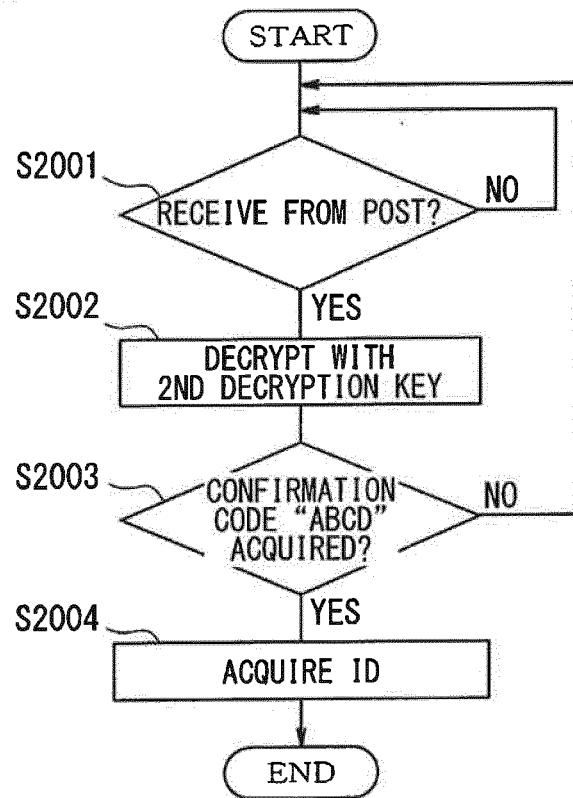 START
S2001
RECEIVE FROM POST?
NO
YES
S2002
DECRYPT WITH
2ND DECRYPTION KEY
S2003
CONFIRMATION
CODE “ABCD”
ACQUIRED?
NO
YES
S2004
ACQUIRE ID
END